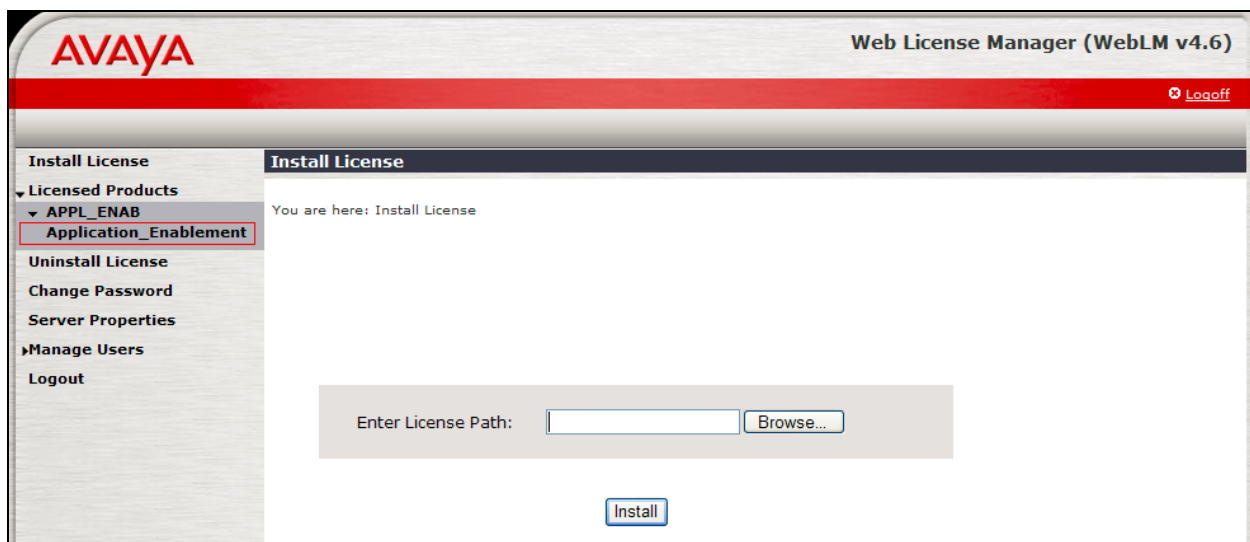 AVAYA
Web License Manager (WebLM v4.6)
Logoff
Install License
Licensed Products
APPL_ENAB
Application_Enablement
Uninstall License
Change Password
Server Properties
Manage Users
Logout
Install License
You are here: Install License
Enter License Path:
Browse...
Install